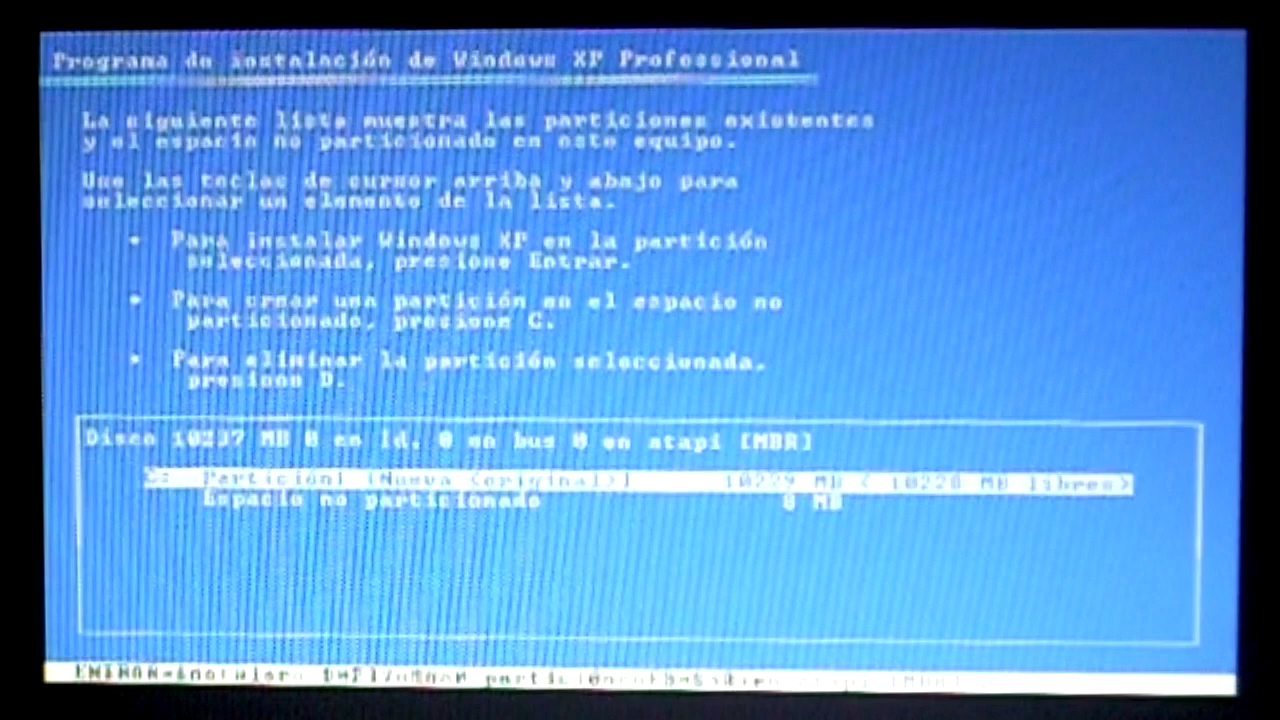 Programa de instalación de Windows XP Professional
La siguiente lista muestra las particiones existentes
y el espacio no particionado en este equipo.
Use las teclas de cursor arriba y abajo para
seleccionar un elemento de la lista.
• Para instalar Windows XP en la partición
seleccionada, presione Entrar.
• Para crear una partición en el espacio no
particionado, presione C.
• Para eliminar la partición seleccionada,
presione D.
Disco 10237 MB 0 en Id. 0 en bus 0 en atapi [MBR]
Partición1 (Nueva (original)) 10229 MB ( 10228 MB libres)
Espacio no particionado 8 MB